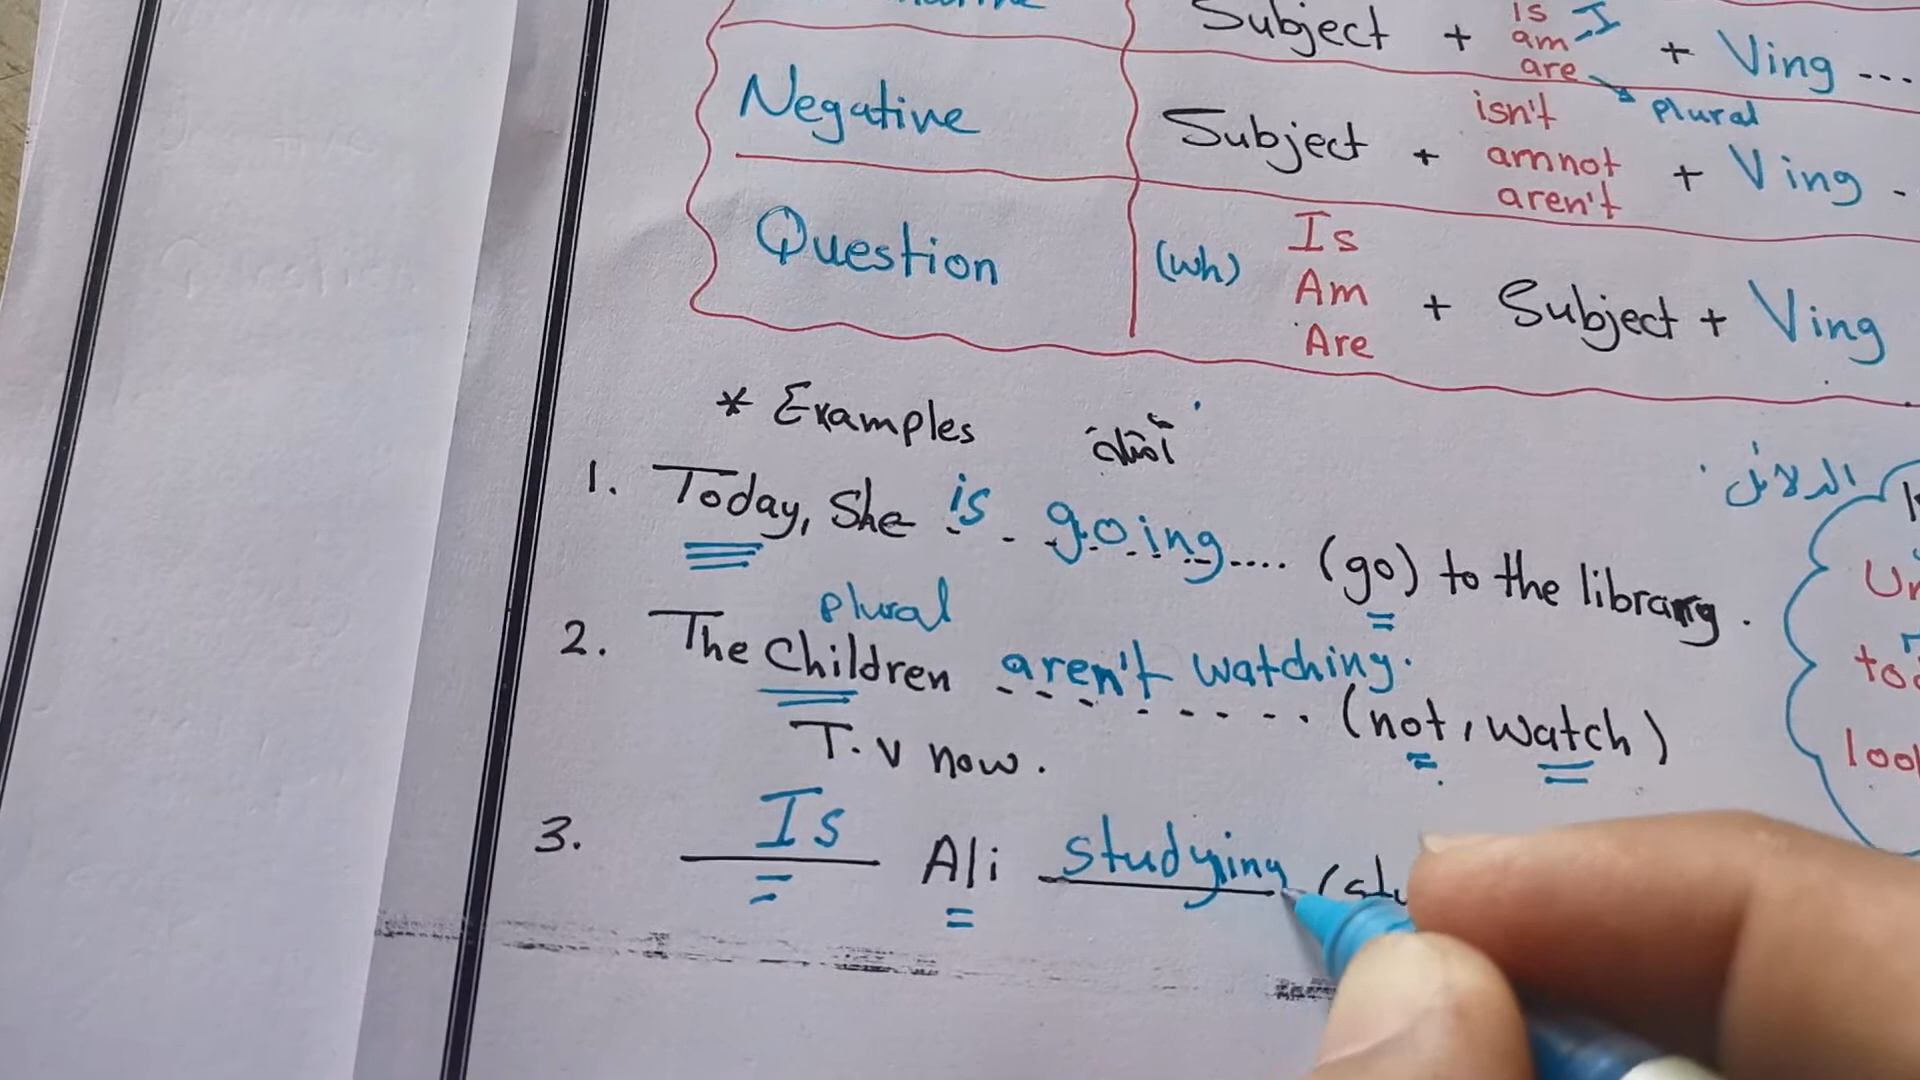 Subject + is am are I + Ving ...
plural
Negative Subject + isn't am not aren't + Ving .
Question (wh) Is Am Are + Subject + Ving
* Examples أمثلة
1. Today, She is going.... (go) to the library.
plural
2. The Children aren't watching. (not, watch)
T.V now.
3. Is Ali studying